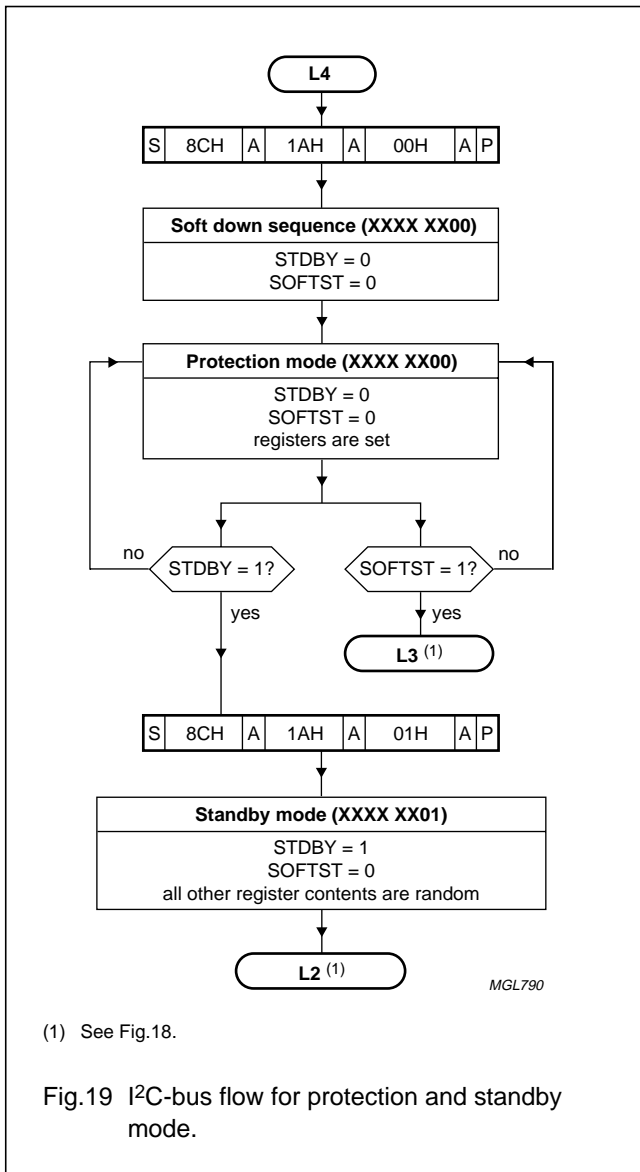 L4
S 8CH A 1AH A 00H A P
Soft down sequence (XXXX XX00)
STDBY = 0
SOFTST = 0
Protection mode (XXXX XX00)
STDBY = 0
SOFTST = 0
registers are set
no STDBY = 1? SOFTST = 1? no
yes yes
L3 (1)
S 8CH A 1AH A 01H A P
Standby mode (XXXX XX01)
STDBY = 1
SOFTST = 0
all other register contents are random
L2 (1)
MGL790
(1) See Fig.18.
Fig.19 I²C-bus flow for protection and standby
mode.